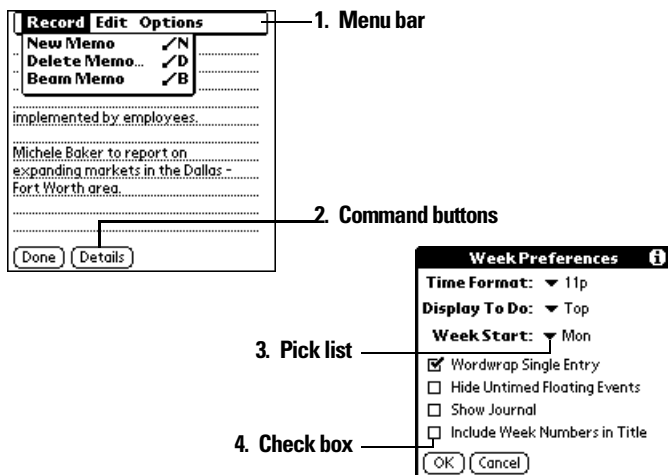 Record Edit Options
1. Menu bar
New Memo /N
Delete Memo... /D
Beam Memo /B
implemented by employees.
Michele Baker to report on
expanding markets in the Dallas -
Fort Worth area.
2. Command buttons
Done Details
Week Preferences i
Time Format: 11p
Display To Do: Top
3. Pick list
Week Start: Mon
Wordwrap Single Entry
Hide Untimed Floating Events
Show Journal
4. Check box
Include Week Numbers in Title
OK Cancel